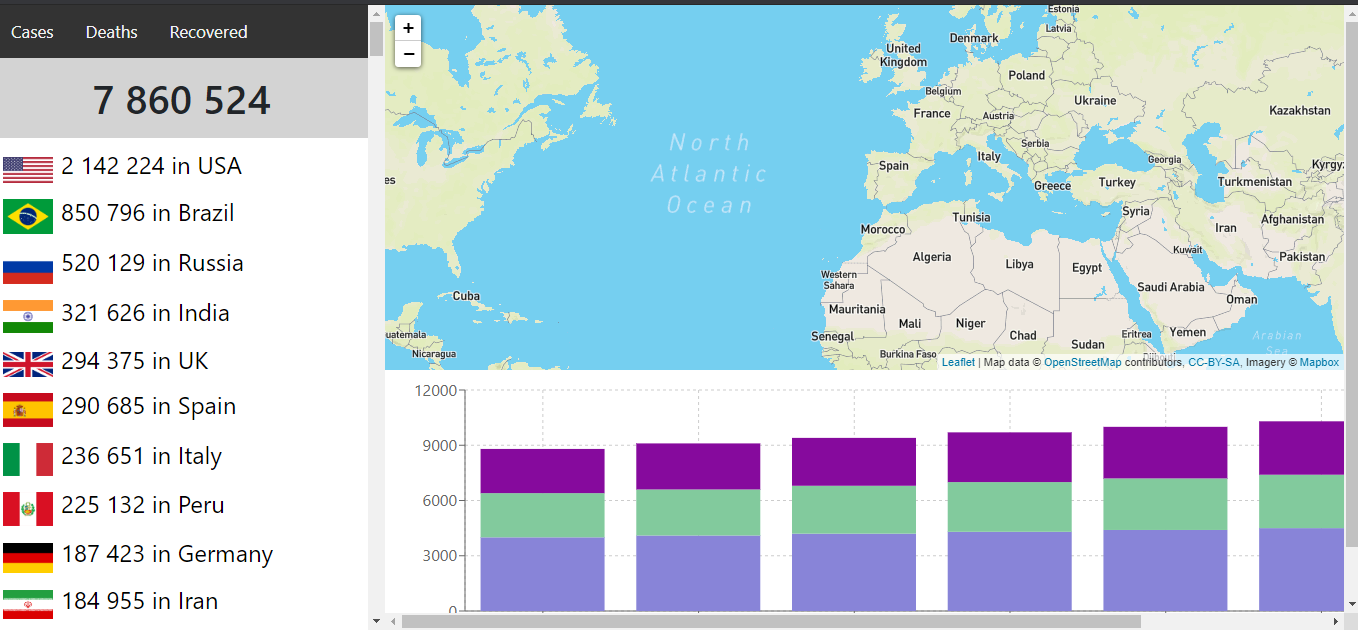 Cases Deaths Recovered
7 860 524
2 142 224 in USA
850 796 in Brazil
520 129 in Russia
321 626 in India
294 375 in UK
290 685 in Spain
236 651 in Italy
225 132 in Peru
187 423 in Germany
184 955 in Iran
+
−
Estonia
Latvia
Denmark
United
Kingdom
Poland
Belgium
Ukraine
France
Austria
Kazakhstan
North
Atlantic
Ocean
Serbia
Italy
Spain
Georgia
Kyrgy
es
Greece
Turkey
Turkmenistan
Tunisia
Syria
Morocco
Afghanistan
Iran
Algeria
Libya
Egypt
Kuwait
Pakistan
Western
Sahara
Saudi Arabia
Cuba
Oman
Mauritania
Mali
Niger
Chad
Sudan
Eritrea
Yemen
Arabian
Sea
uatemala
Senegal
Nicaragua
Burkina Faso
Leaflet | Map data © OpenStreetMap contributors, CC-BY-SA, Imagery © Mapbox
12000
9000
6000
3000
0